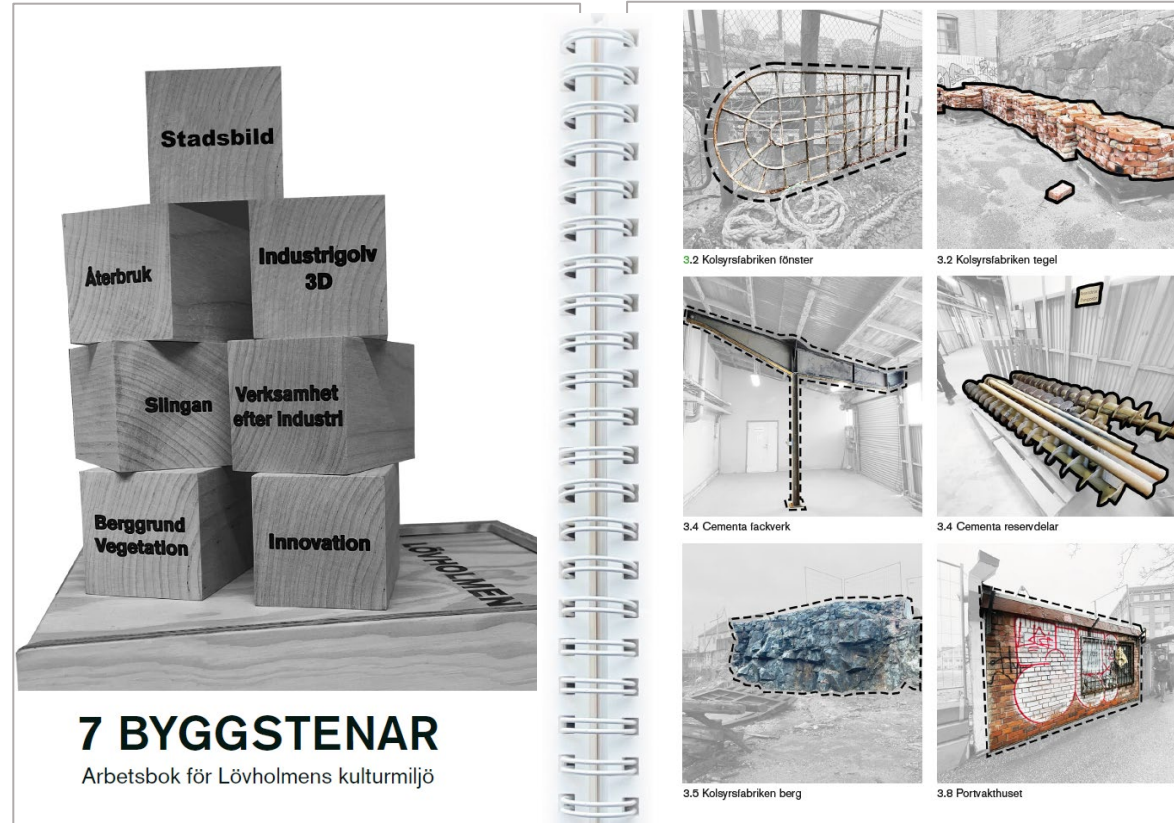 Stadsbild
Återbruk
Industrigolv
3D
Slingan
Verksamhet
efter industri
Berggrund
Vegetation
Innovation
LÖVHOLMEN
7 BYGGSTENAR
Arbetsbok för Lövholmens kulturmiljö
3.2 Kolsyrsfabriken fönster
3.2 Kolsyrsfabriken tegel
3.4 Cementa fackverk
3.4 Cementa reservdelar
3.5 Kolsyrsfabriken berg
3.8 Portvakthuset